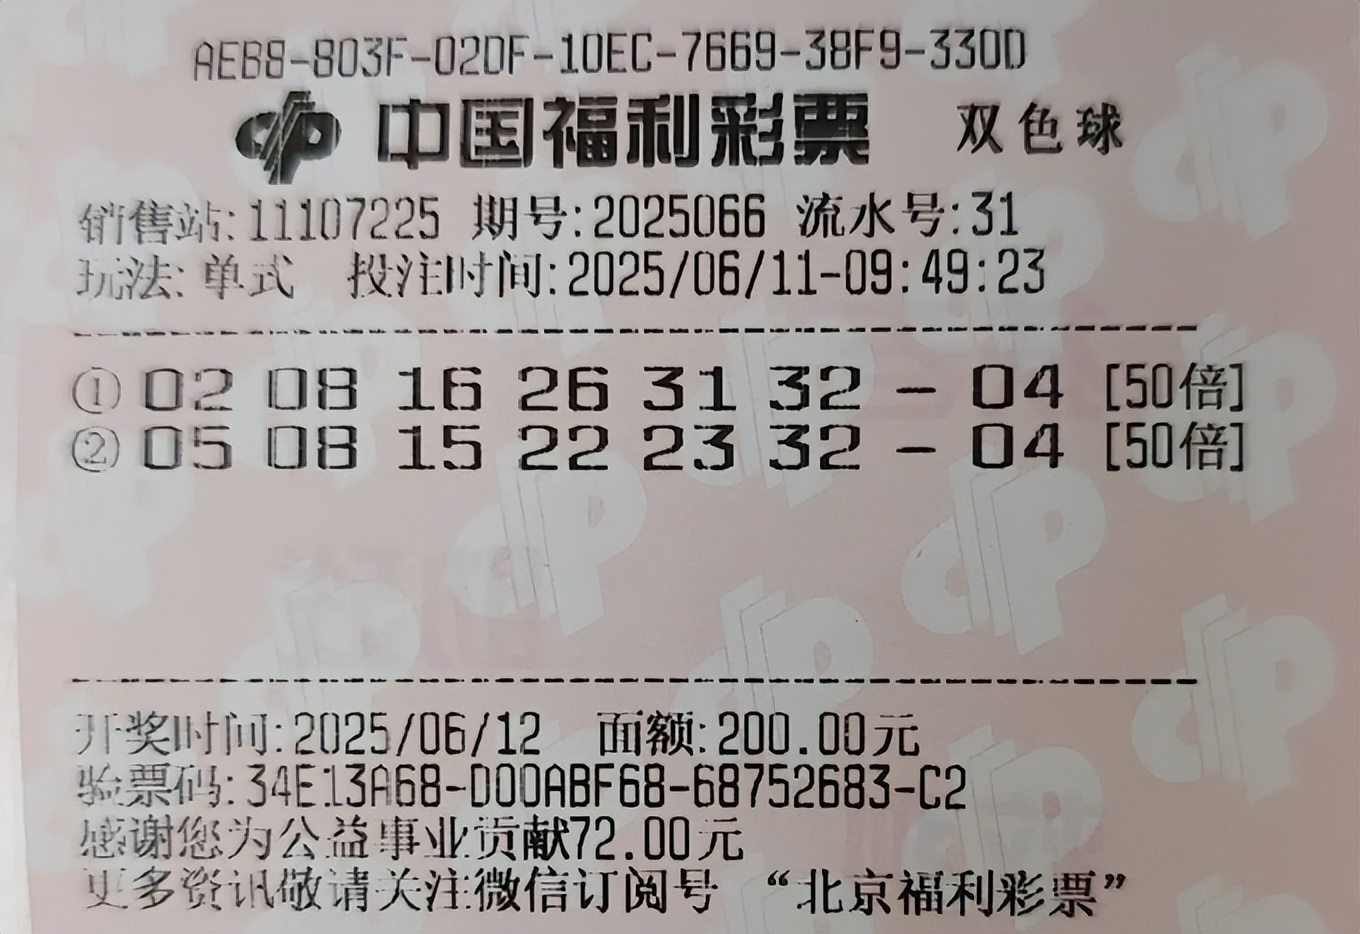 AEB8-803F-02DF-10EC-7669-38F9-330D
中国福利彩票 双色球
销售站:11107225 期号:2025066 流水号:31
玩法:单式 投注时间:2025/06/11-09:49:23
① 02 08 16 26 31 32 - 04 [50倍]
② 05 08 15 22 23 32 - 04 [50倍]
开奖时间:2025/06/12 面额:200.00元
验票码:34E13A68-D00ABF68-68752683-C2
感谢您为公益事业贡献72.00元
更多资讯敬请关注微信订阅号 “北京福利彩票”